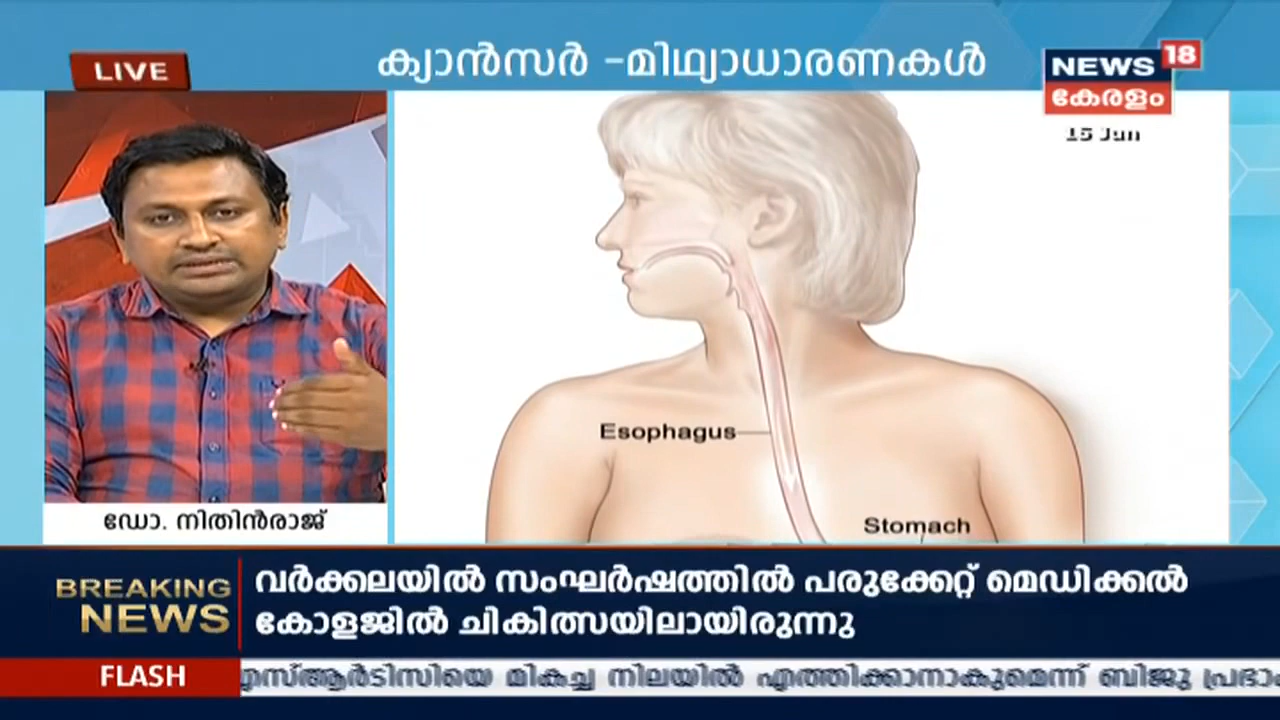 LIVE
ക്യാൻസർ -മിഥ്യാധാരണകൾ
NEWS 18
കേരളം
15 Jun
Esophagus
Stomach
ഡോ. നിതിൻരാജ്
BREAKING
NEWS
വർക്കലയിൽ സംഘർഷത്തിൽ പരുക്കേറ്റ് മെഡിക്കൽ
കോളജിൽ ചികിത്സയിലായിരുന്നു
FLASH
എസ്ആർടിസിയെ മികച്ച നിലയിൽ എത്തിക്കാനാകുമെന്ന് ബിജു